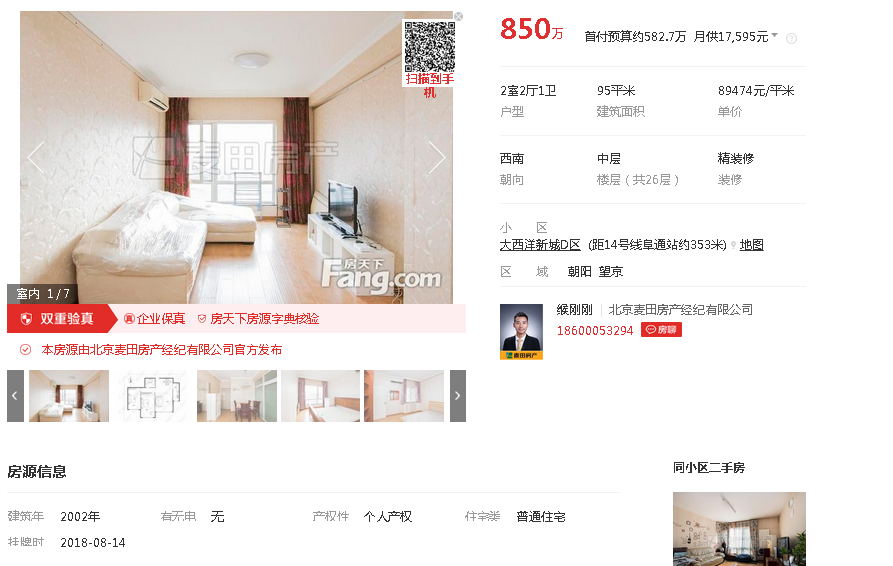 850万 首付预算约582.7万 月供17,595元
扫描到手
机
2室2厅1卫 95平米 89474元/平米
户型 建筑面积 单价
西南 中层 精装修
朝向 楼层（共26层） 装修
麦田房产
小 区
大西洋新城D区 (距14号线阜通站约353米) 地图
区 域 朝阳 望京
房天下
Fang.com
室内 1/7
缑刚刚 北京麦田房产经纪有限公司
18600053294 房聊
麦田房产
双重验真 企业保真 房天下房源字典核验
本房源由北京麦田房产经纪有限公司官方发布
房源信息
同小区二手房
建筑年 2002年 有无电 无 产权性 个人产权 住宅类 普通住宅
挂牌时 2018-08-14